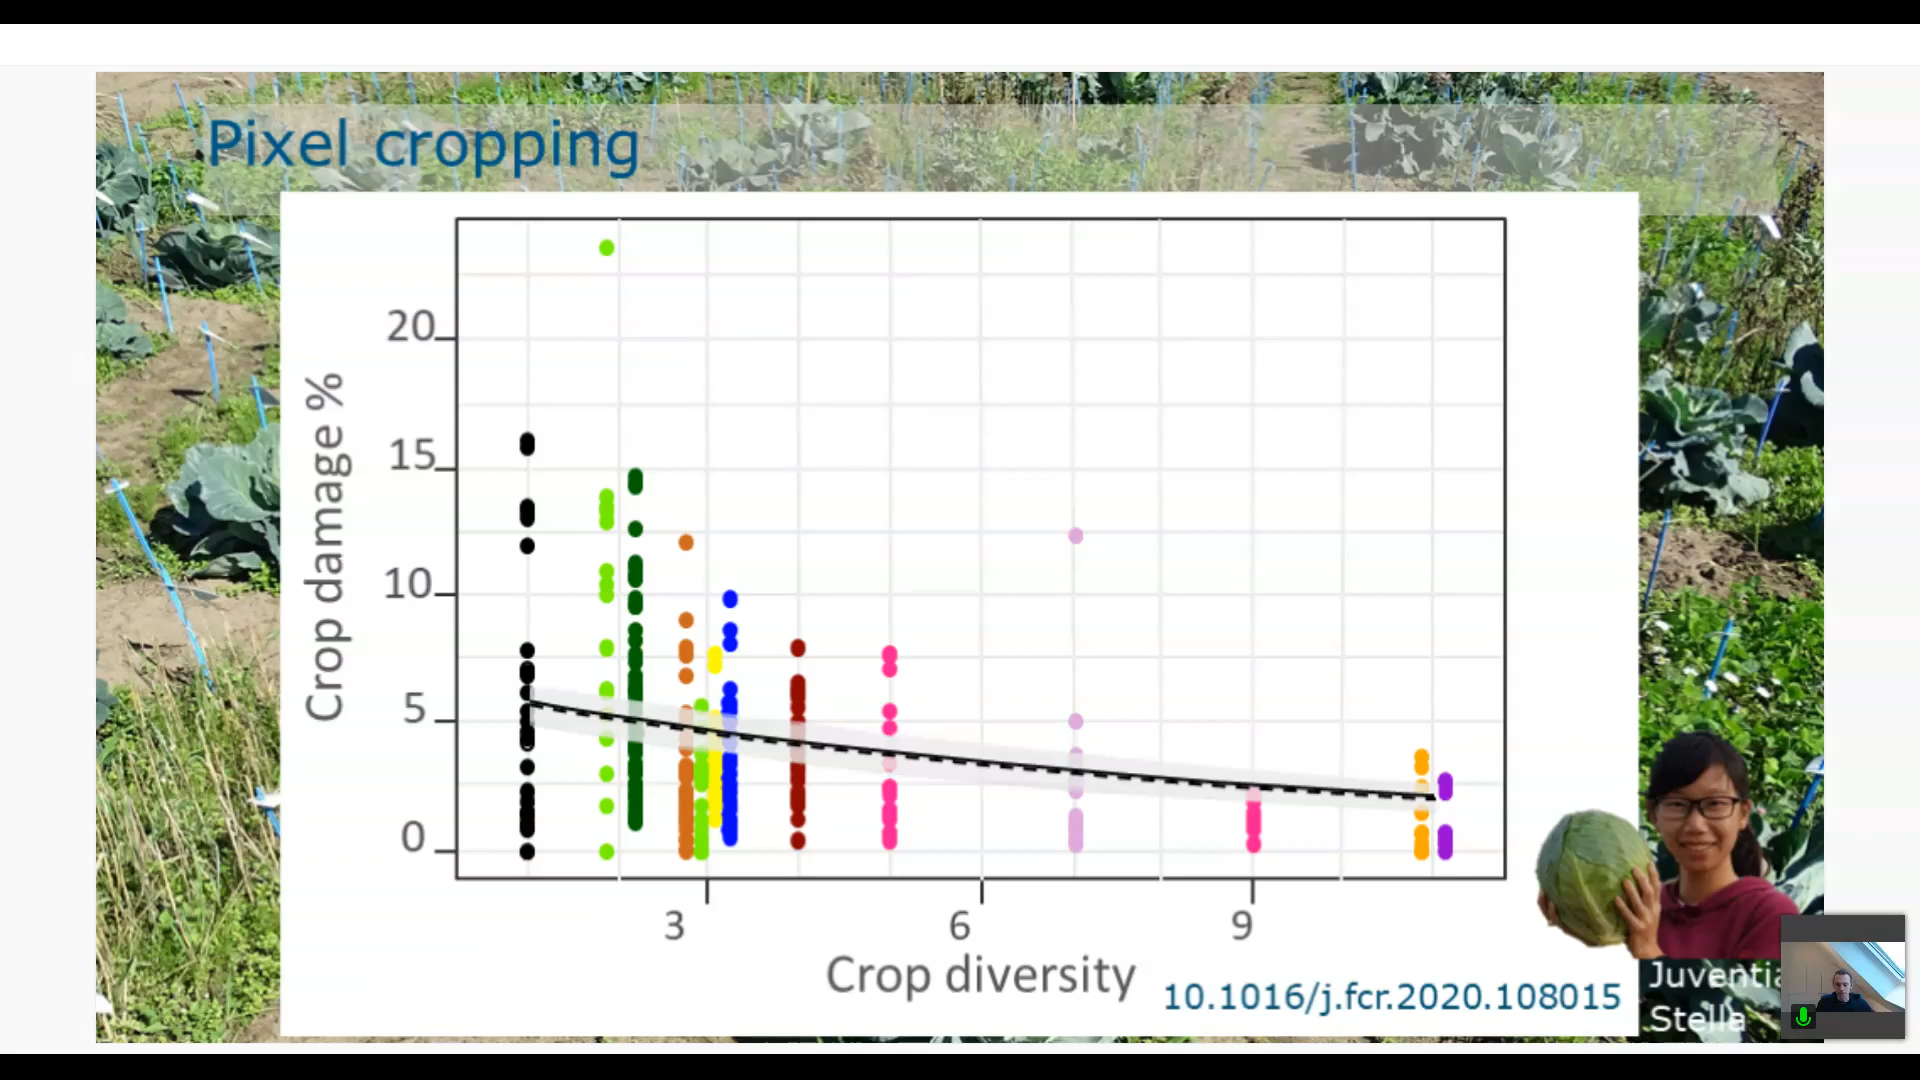 Pixel cropping
20
15
10
5
0
Crop damage %
3
6
9
Crop diversity
10.1016/j.fcr.2020.108015
Juventia
Stella